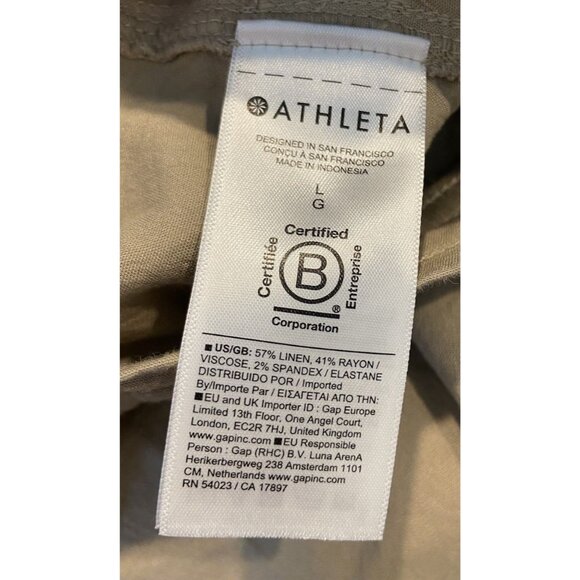 ATHLETA
DESIGNED IN SAN FRANCISCO
CONÇU À SAN FRANCISCO
MADE IN INDONESIA
L
G
Certified
Certifiée
B
Entreprise
®
Corporation
■ US/GB: 57% LINEN, 41% RAYON /
VISCOSE, 2% SPANDEX / ELASTANE
DISTRIBUIDO POR / Imported
By/Importe Par / ΕΙΣΑΓΕΤΑΙ ΑΠΟ ΤΗΝ:
■ EU and UK Importer ID : Gap Europe
Limited 13th Floor, One Angel Court,
London, EC2R 7HJ, United Kingdom
www.gapinc.com ■ EU Responsible
Person : Gap (RHC) B.V. Luna ArenA
Herikerbergweg 238 Amsterdam 1101
CM, Netherlands www.gapinc.com
RN 54023 / CA 17897